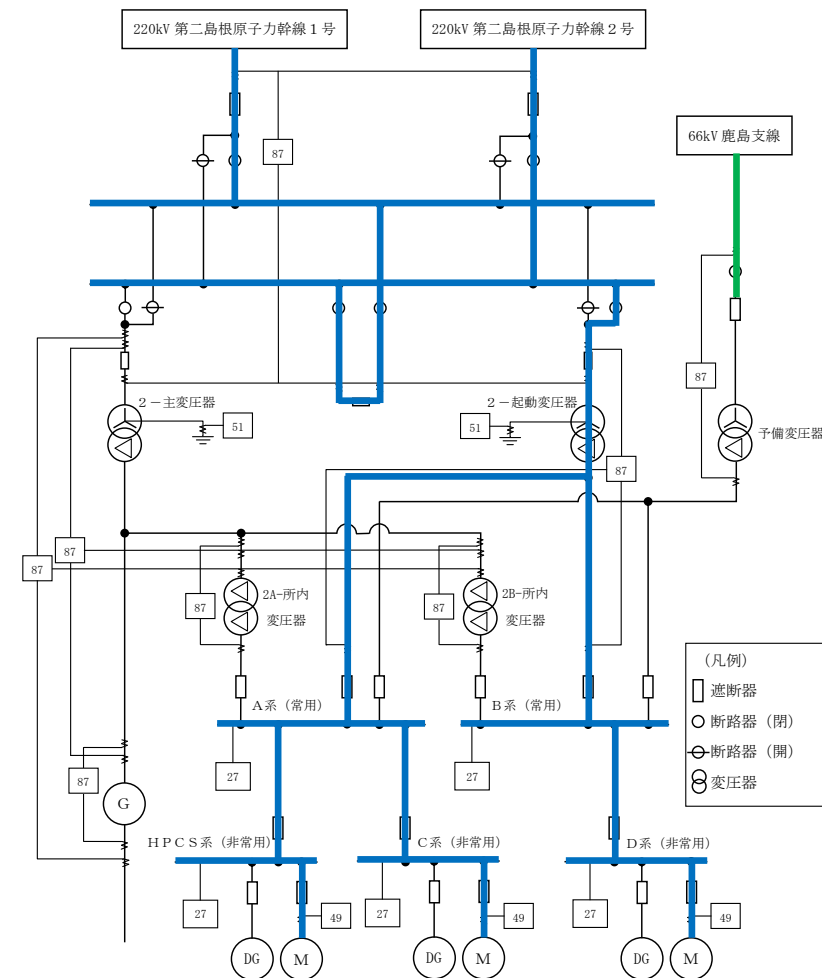 220kV 第二島根原子力幹線１号
220kV 第二島根原子力幹線２号
66kV 鹿島支線
87
87
２－主変圧器
51
２－起動変圧器
51
予備変圧器
87
87
87
87
2A-所内
変圧器
87
2B-所内
変圧器
(凡例)
遮断器
断路器（閉）
断路器（開）
変圧器
Ａ系（常用）
Ｂ系（常用）
27
27
87
G
ＨＰＣＳ系（非常用）
Ｃ系（非常用）
Ｄ系（非常用）
27
49
27
49
27
49
DG
M
DG
M
DG
M